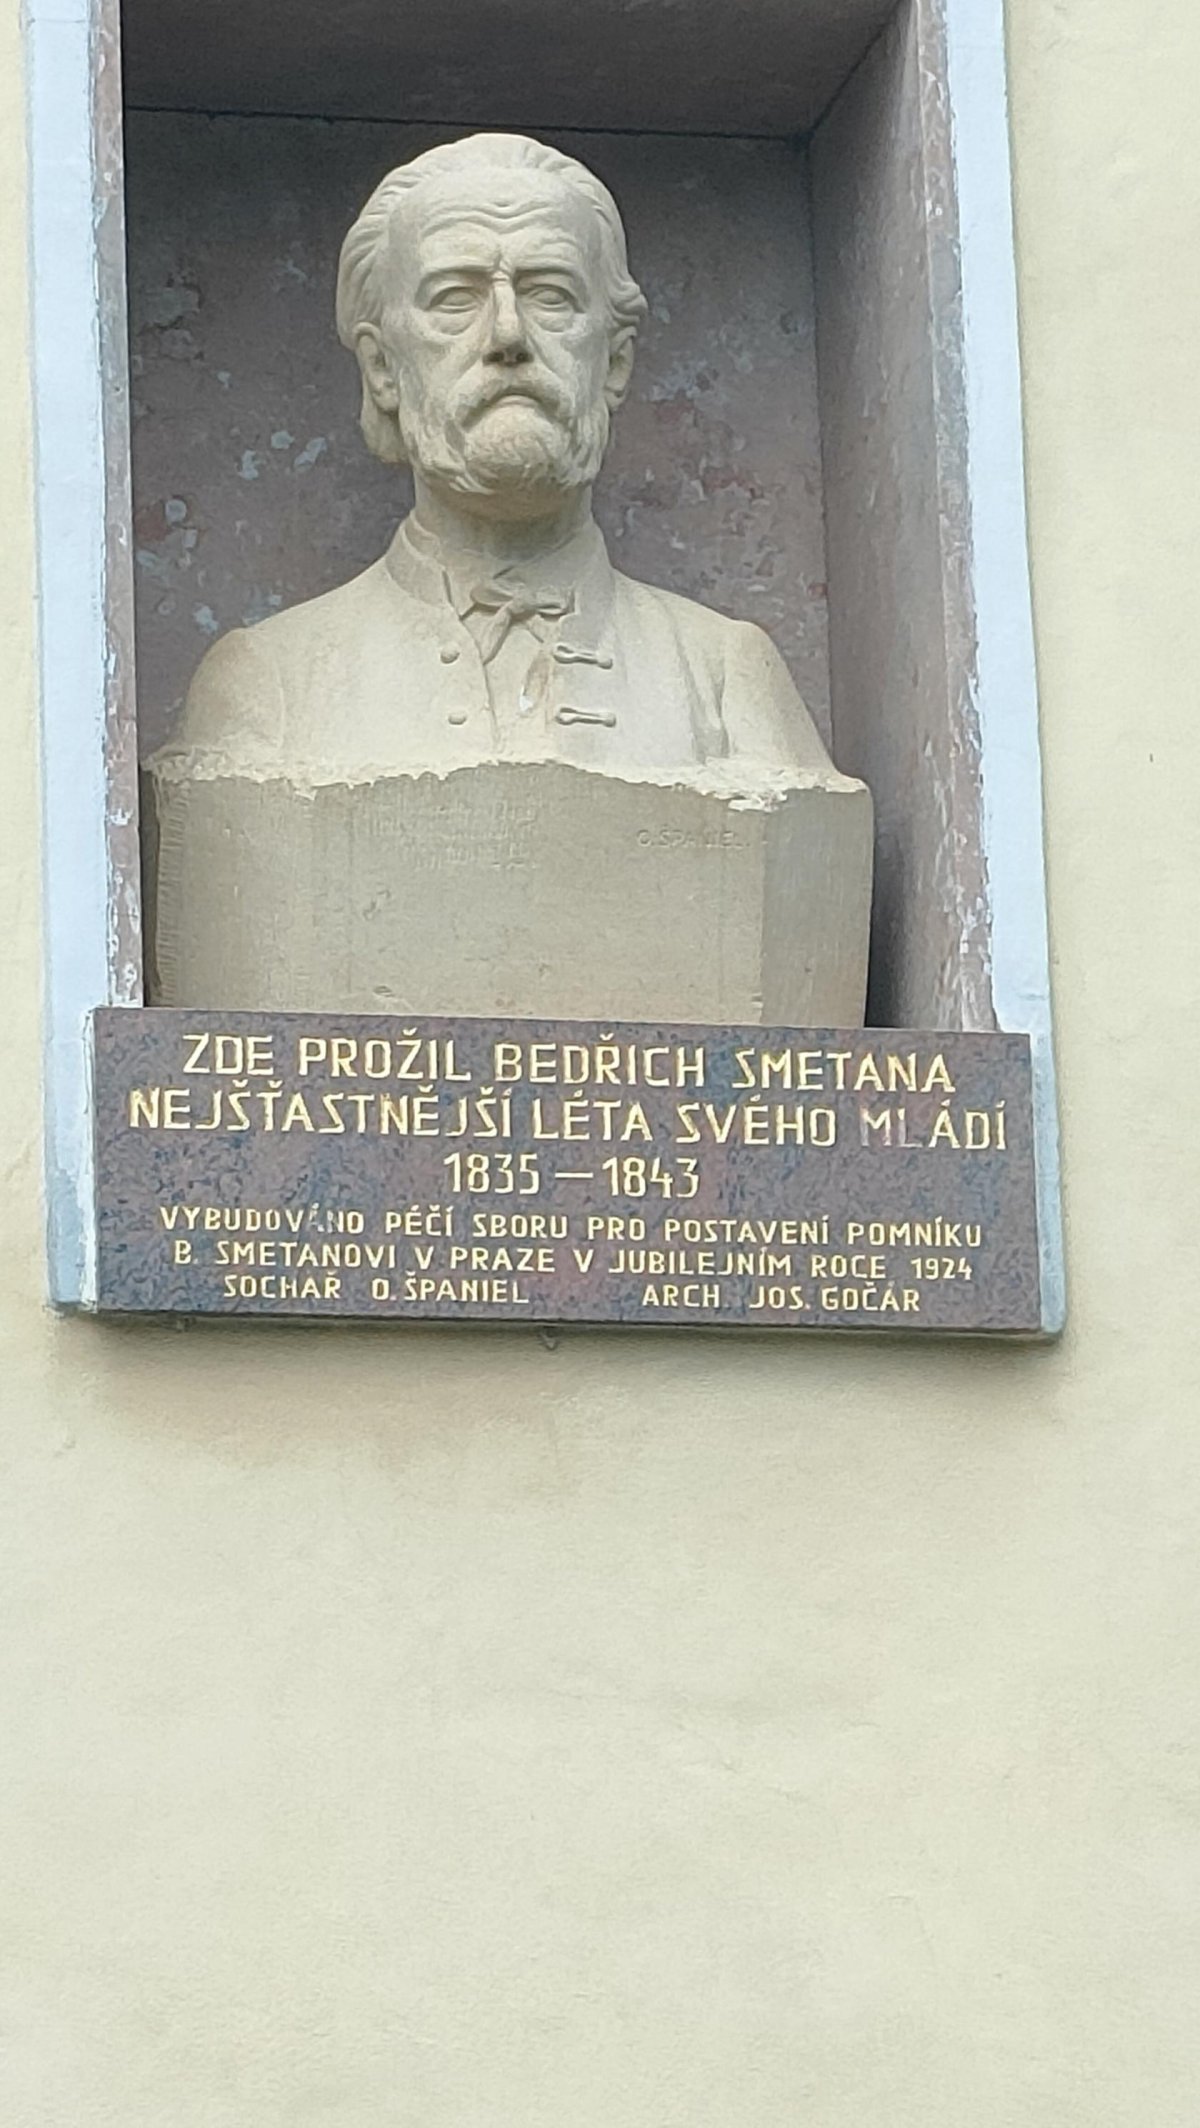 O. ŠPANIEL.
ZDE PROŽIL BEDŘICH SMETANA
NEJŠŤASTNĚJŠÍ LÉTA SVÉHO MLÁDÍ
1835 – 1843
VYBUDOVÁNO PÉČÍ SBORU PRO POSTAVENÍ POMNÍKU
B. SMETANOVI V PRAZE V JUBILEJNÍM ROCE 1924
SOCHAŘ O. ŠPANIEL ARCH. JOS. GOČÁR